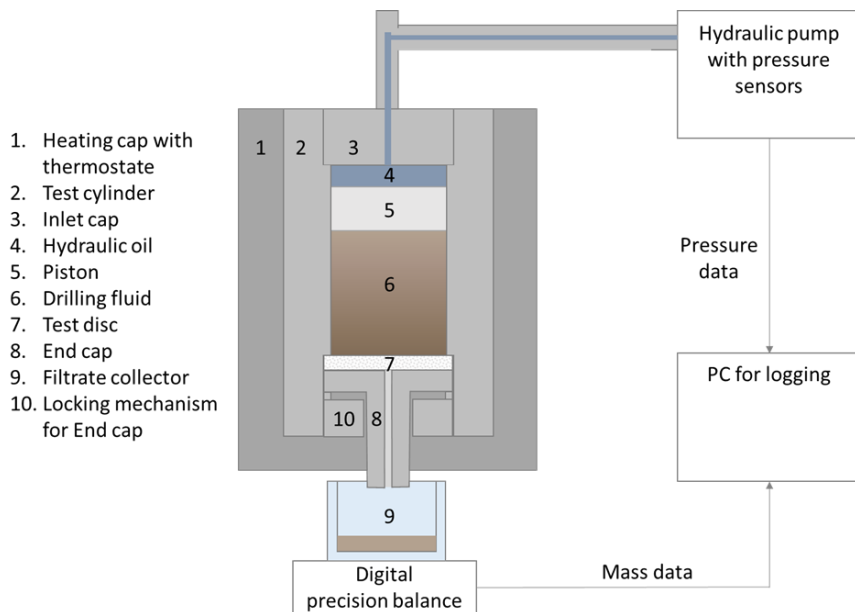 Hydraulic pump
with pressure
sensors
1. Heating cap with
thermostate
2. Test cylinder
3. Inlet cap
4. Hydraulic oil
5. Piston
6. Drilling fluid
7. Test disc
8. End cap
9. Filtrate collector
10. Locking mechanism
for End cap
1
2
3
4
5
6
7
10
8
9
Pressure
data
PC for logging
Mass data
Digital
precision balance